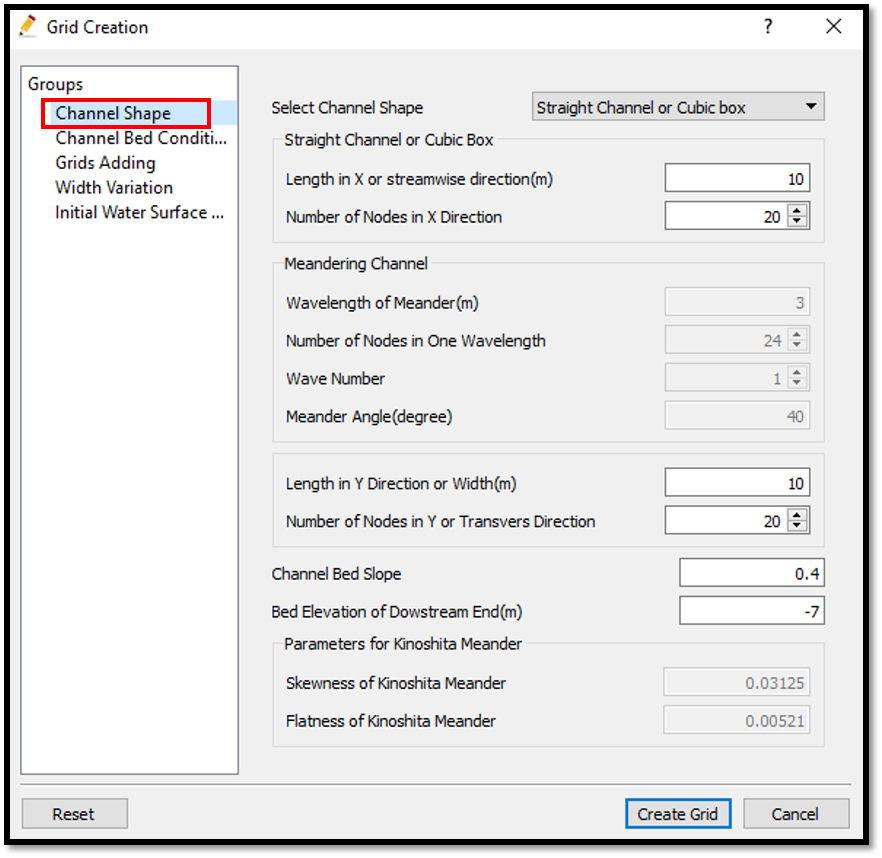 Grid Creation ?
Groups
Channel Shape
Channel Bed Conditi...
Grids Adding
Width Variation
Initial Water Surface ...
Select Channel Shape Straight Channel or Cubic box
Straight Channel or Cubic Box
Length in X or streamwise direction(m) 10
Number of Nodes in X Direction 20
Meandering Channel
Wavelength of Meander(m) 3
Number of Nodes in One Wavelength 24
Wave Number 1
Meander Angle(degree) 40
Length in Y Direction or Width(m) 10
Number of Nodes in Y or Transvers Direction 20
Channel Bed Slope 0.4
Bed Elevation of Dowstream End(m) -7
Parameters for Kinoshita Meander
Skewness of Kinoshita Meander 0.03125
Flatness of Kinoshita Meander 0.00521
Reset Create Grid Cancel